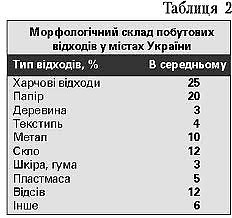 Таблиця 2
Морфологічний склад побутових
відходів у містах України
Тип відходів, % В середньому
Харчові відходи 25
Папір 20
Деревина 3
Текстиль 4
Метал 10
Скло 12
Шкіра, гума 3
Пластмаса 5
Відсів 12
Інше 6